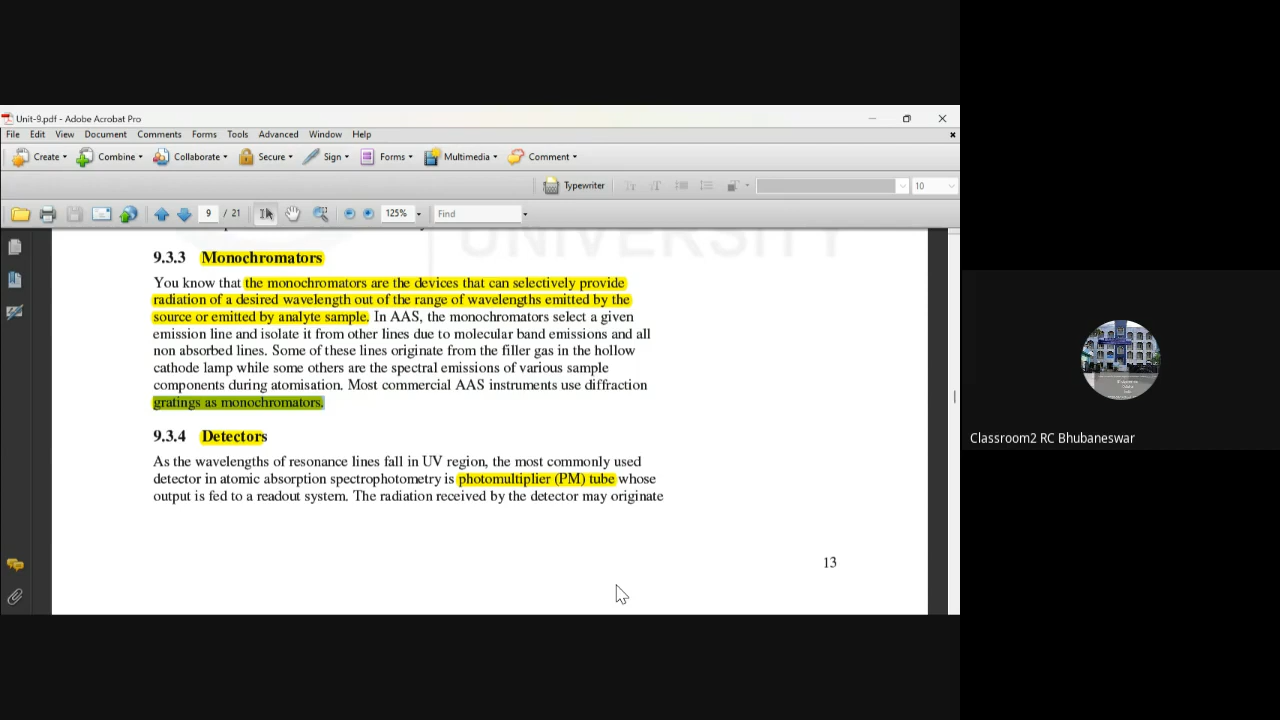 Unit-9.pdf - Adobe Acrobat Pro
File Edit View Document Comments Forms Tools Advanced Window Help
Create Combine Collaborate Secure Sign Forms Multimedia Comment
Typewriter 10
9 / 21 125% Find
UNIVERSITY
9.3.3 Monochromators
You know that the monochromators are the devices that can selectively provide
radiation of a desired wavelength out of the range of wavelengths emitted by the
source or emitted by analyte sample. In AAS, the monochromators select a given
emission line and isolate it from other lines due to molecular band emissions and all
non absorbed lines. Some of these lines originate from the filler gas in the hollow
cathode lamp while some others are the spectral emissions of various sample
components during atomisation. Most commercial AAS instruments use diffraction
gratings as monochromators.
9.3.4 Detectors
As the wavelengths of resonance lines fall in UV region, the most commonly used
detector in atomic absorption spectrophotometry is photomultiplier (PM) tube whose
output is fed to a readout system. The radiation received by the detector may originate
13
Classroom2 RC Bhubaneswar